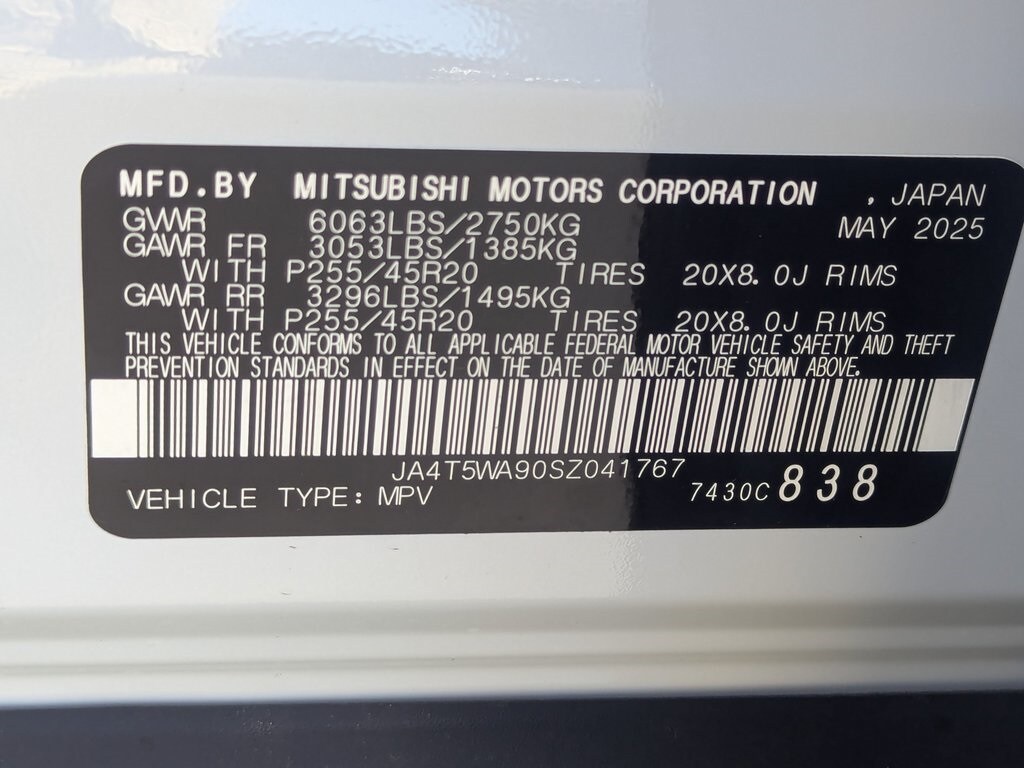 MFD.BY MITSUBISHI MOTORS CORPORATION , JAPAN
GVWR 6063LBS/2750KG MAY 2025
GAWR FR 3053LBS/1385KG
WITH P255/45R20 TIRES 20X8.0J RIMS
GAWR RR 3296LBS/1495KG
WITH P255/45R20 TIRES 20X8.0J RIMS
THIS VEHICLE CONFORMS TO ALL APPLICABLE FEDERAL MOTOR VEHICLE SAFETY AND THEFT
PREVENTION STANDARDS IN EFFECT ON THE DATE OF MANUFACTURE SHOWN ABOVE.
JA4T5WA90SZ041767
VEHICLE TYPE: MPV 7430C 838